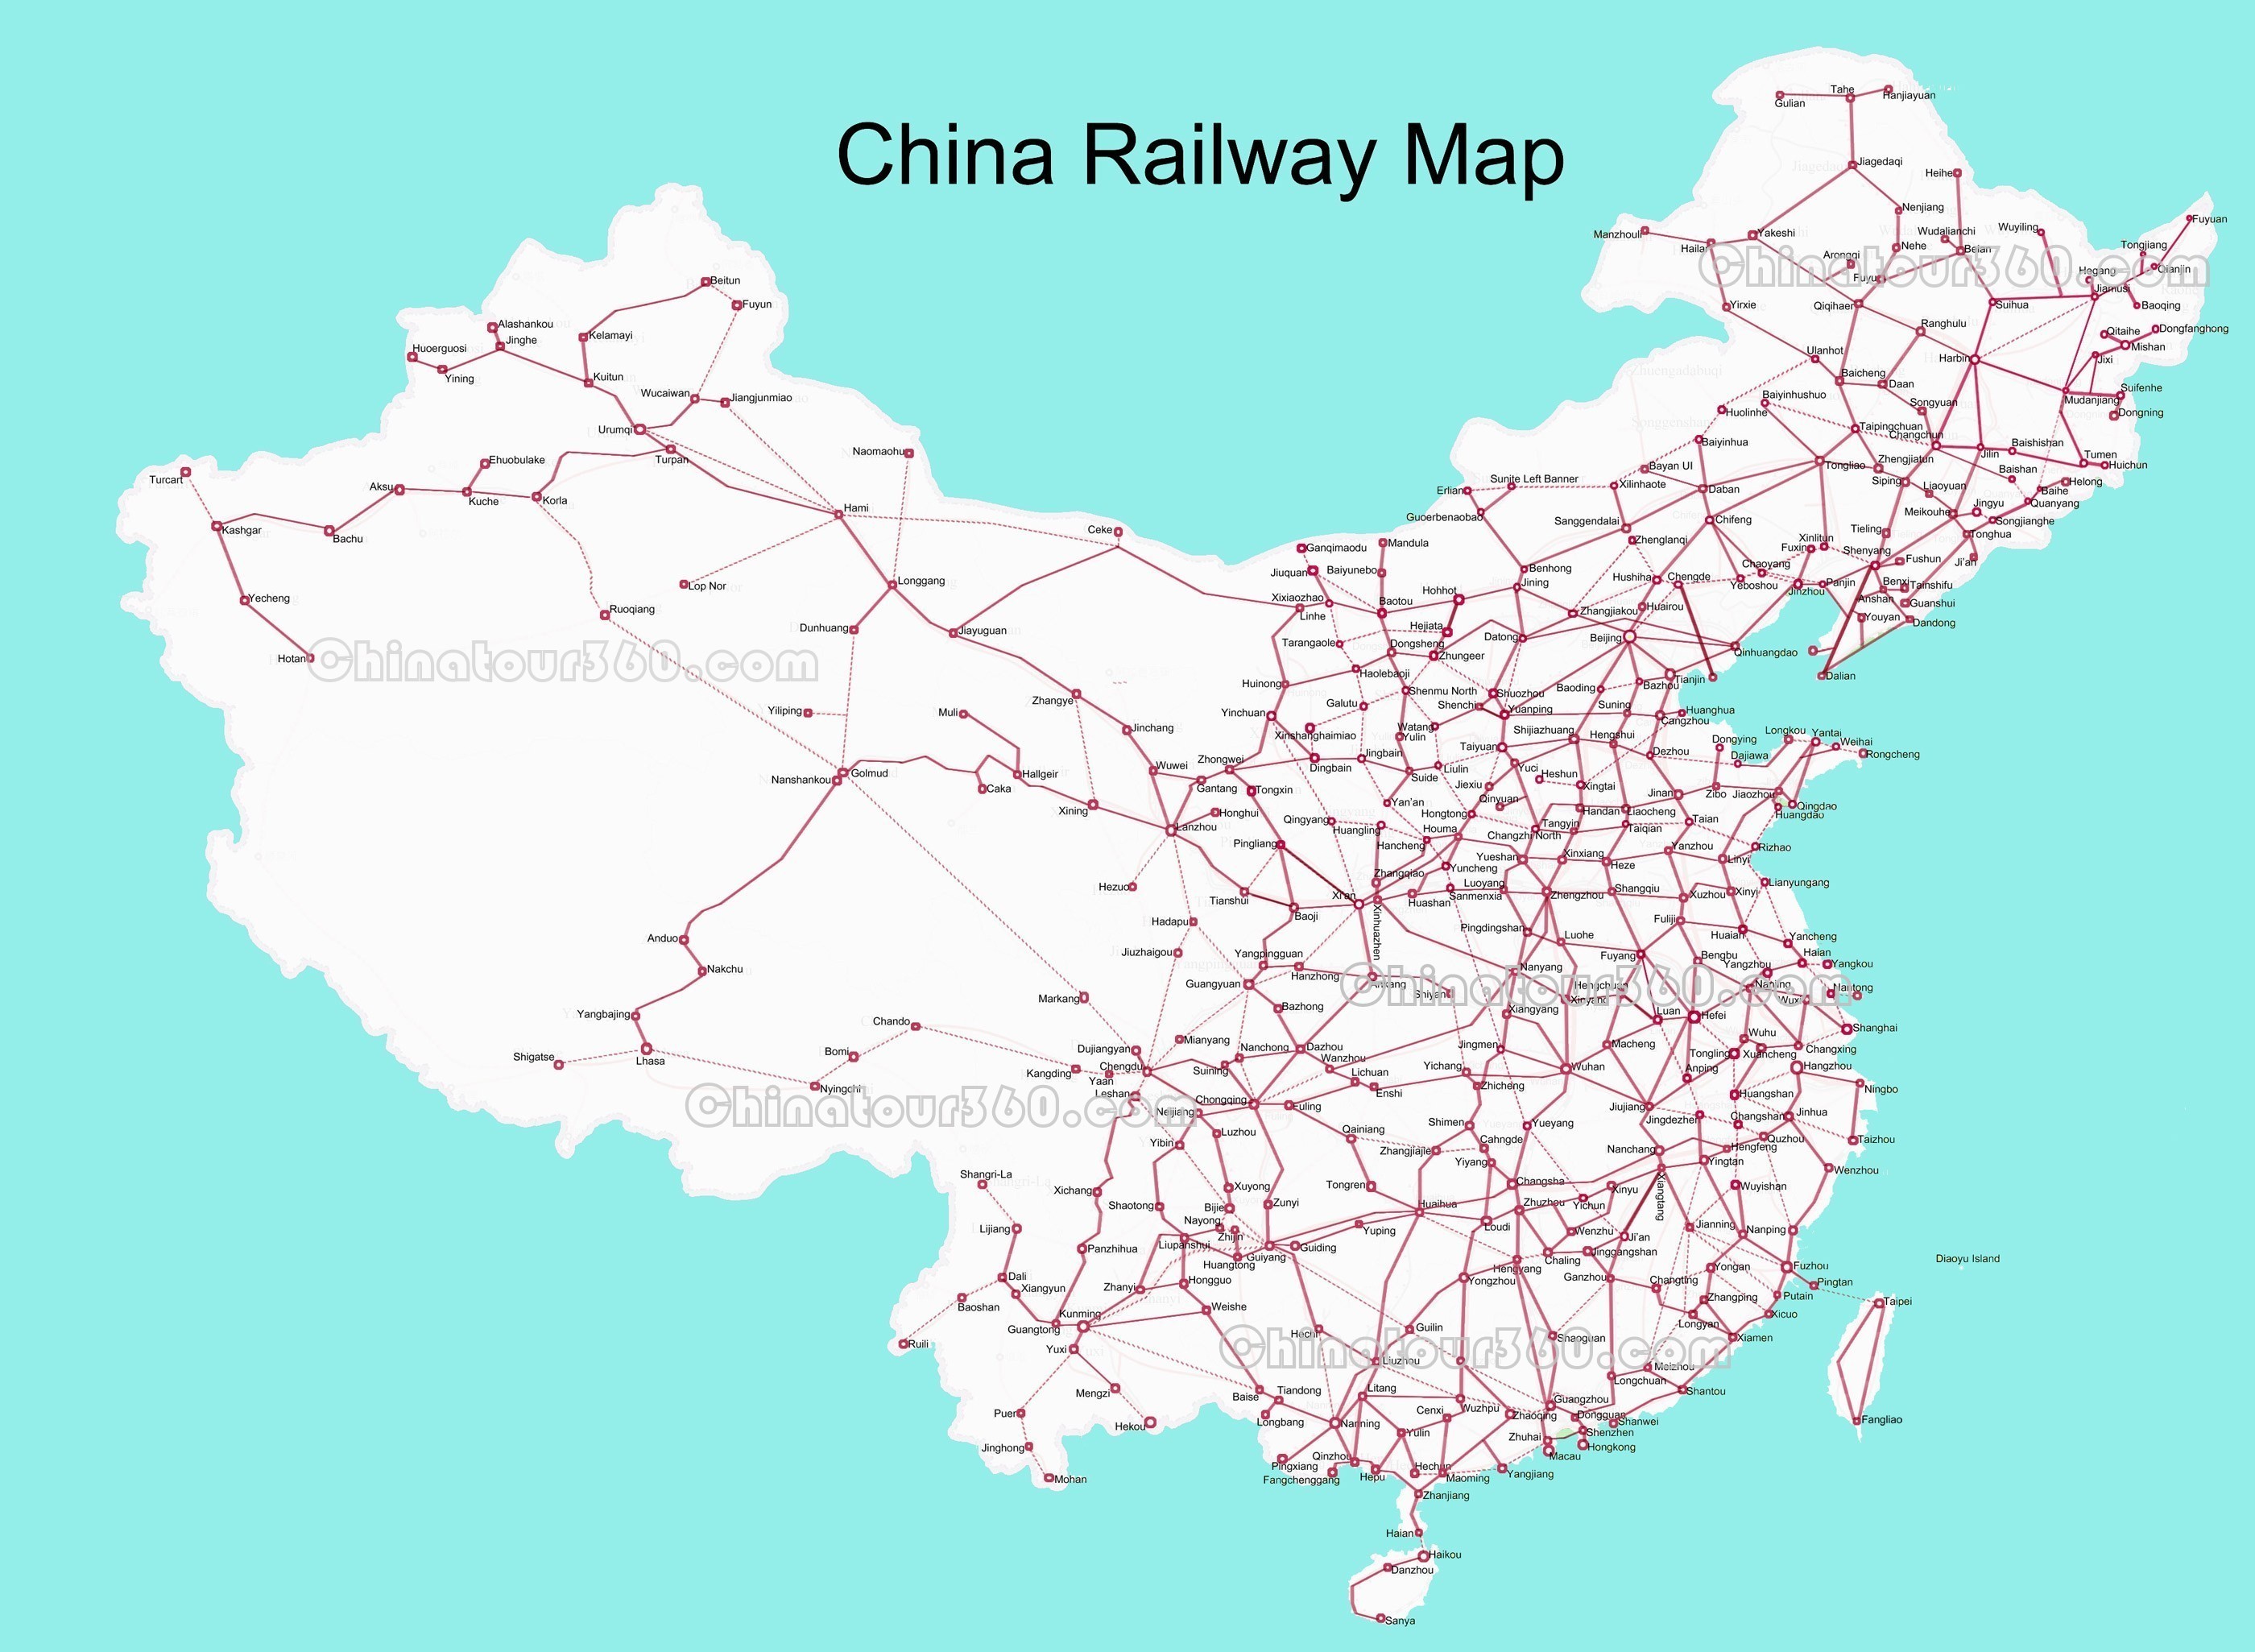 China Railway Map
Gulian
Tahe
Hanjiayuan
Jiagedaqi
Heihe
Nenjiang
Fuyuan
Manzhouli
Hailar
Yakeshi
Wudalianchi
Wuyiling
Nehe
Beian
Tongjiang
Arongqi
Fuyu
Hegang
Qianjin
Chinatour360.com
Jiamusi
Yirxie
Qiqihaer
Suihua
Baoqing
Ranghulu
Qitaihe
Dongfanghong
Mishan
Harbin
Jixi
Ulanhot
Baicheng
Daan
Suifenhe
Mudanjiang
Dongning
Huolinhe
Baiyinhushuo
Songyuan
Taipingchuan
Changchun
Baiyinhua
Jilin
Baishishan
Tumen
Huichun
Bayan UI
Tongliao
Zhengjiatun
Baishan
Siping
Liaoyuan
Baihe
Helong
Quanyang
Meikouhe
Jingyu
Songjianghe
Tonghua
Beitun
Fuyun
Alashankou
Jinghe
Kelamayi
Huoerguosi
Yining
Kuitun
Wucaiwan
Jiangjunmiao
Urumqi
Turpan
Naomaohu
Ehuobulake
Turcart
Aksu
Kuche
Korla
Hami
Kashgar
Bachu
Ceke
Yecheng
Lop Nor
Longgang
Ruoqiang
Dunhuang
Jiayuguan
Hotan
Chinatour360.com
Erlian
Sunite Left Banner
Xilinhaote
Daban
Guoerbenaobao
Sanggendalai
Chifeng
Tieling
Ganqimaodu
Mandula
Zhenglanqi
Fuxin
Xinlitun
Shenyang
Fushun
Ji'an
Jiuquan
Baiyunebo
Benhong
Hushiha
Chengde
Chaoyang
Yeboshou
Jinzhou
Panjin
Benxi
Tainshifu
Hohhot
Jining
Anshan
Guanshui
Xixiaozhao
Linhe
Baotou
Zhangjiakou
Huairou
Youyan
Dandong
Hejiata
Datong
Beijing
Qinhuangdao
Tarangaole
Dongsheng
Zhungeer
Dalian
Huinong
Haolebaoji
Tianjin
Baoding
Bazhou
Shenmu North
Shuozhou
Yiliping
Muli
Zhangye
Yinchuan
Galutu
Shenchi
Yuanping
Suning
Cangzhou
Huanghua
Jinchang
Xinshanghaimiao
Watang
Yulin
Shijiazhuang
Hengshui
Dongying
Longkou
Yantai
Weihai
Rongcheng
Taiyuan
Dezhou
Dajiawa
Golmud
Nanshankou
Hallgeir
Caka
Wuwei
Zhongwei
Gantang
Dingbain
Jingbain
Suide
Liulin
Yuci
Heshun
Xingtai
Tongxin
Jiexiu
Jinan
Zibo
Jiaozhou
Qingdao
Xining
Honghui
Yan'an
Qinyuan
Handan
Liaocheng
Huangdao
Lanzhou
Qingyang
Huangling
Hongtong
Houma
Changzhi North
Tangyin
Taiqian
Taian
Pingliang
Hancheng
Yueshan
Xinxiang
Heze
Yanzhou
Linyi
Rizhao
Hezuo
Yuncheng
Zhangqiao
Luoyang
Tianshui
Xi'an
Huashan
Sanmenxia
Zhengzhou
Shangqiu
Xuzhou
Xinyi
Lianyungang
Baoji
Xinhuazhen
Hadapu
Pingdingshan
Luohe
Fuliji
Huaian
Anduo
Jiuzhaigou
Yangpingguan
Fuyang
Bengbu
Yancheng
Haian
Yangzhou
Yangkou
Nakchu
Guangyuan
Hanzhong
Ankang
Nanyang
Chinatour360.com
Hengchuan
Xinyang
Nanjing
Nantong
Markang
Shiyan
Wuxi
Yangbajing
Chando
Bazhong
Xiangyang
Luan
Hefei
Shanghai
Shigatse
Lhasa
Bomi
Dujiangyan
Mianyang
Nanchong
Dazhou
Jingmen
Macheng
Wuhu
Tongling
Xuancheng
Changxing
Kangding
Chengdu
Suining
Wanzhou
Yichang
Wuhan
Hangzhou
Nyingchi
Yaan
Leshan
Lichuan
Enshi
Zhicheng
Anping
Ningbo
Chinatour360.com
Chongqing
Neijiang
Fuling
Jiujiang
Huangshan
Jingdezhen
Changshan
Jinhua
Yibin
Luzhou
Qainiang
Shimen
Yueyang
Quzhou
Taizhou
Zhangjiajie
Cahngde
Yiyang
Nanchang
Hengfeng
Yingtan
Wenzhou
Shangri-La
Xichang
Xuyong
Tongren
Changsha
Xinyu
Xiangtang
Wuyishan
Shaotong
Bijie
Zunyi
Huaihua
Zhuzhou
Yichun
Lijiang
Nayong
Zhijin
Yuping
Loudi
Wenzhu
Jianning
Nanping
Liupanshui
Panzhihua
Huangtong
Guiyang
Guiding
Chaling
Ji'an
Jinggangshan
Diaoyu Island
Hengyang
Dali
Xiangyun
Zhanyi
Hongguo
Yongzhou
Ganzhou
Changting
Yongan
Fuzhou
Pingtan
Baoshan
Zhangping
Putain
Kunming
Weishe
Longyan
Xicuo
Taipei
Guangtong
Ruili
Hechi
Guilin
Shaoguan
Xiamen
Chinatour360.com
Yuxi
Liuzhou
Meizhou
Mengzi
Longchuan
Shantou
Baise
Tiandong
Litang
Guangzhou
Puer
Longbang
Cenxi
Wuzhpu
Zhaoqing
Dongguan
Shanwei
Hekou
Nanning
Yulin
Shenzhen
Fangliao
Jinghong
Pingxiang
Qinzhou
Zhuhai
Macau
Hongkong
Mohan
Fangchenggang
Hepu
Hechun
Maoming
Yangjiang
Zhanjiang
Haian
Haikou
Danzhou
Sanya